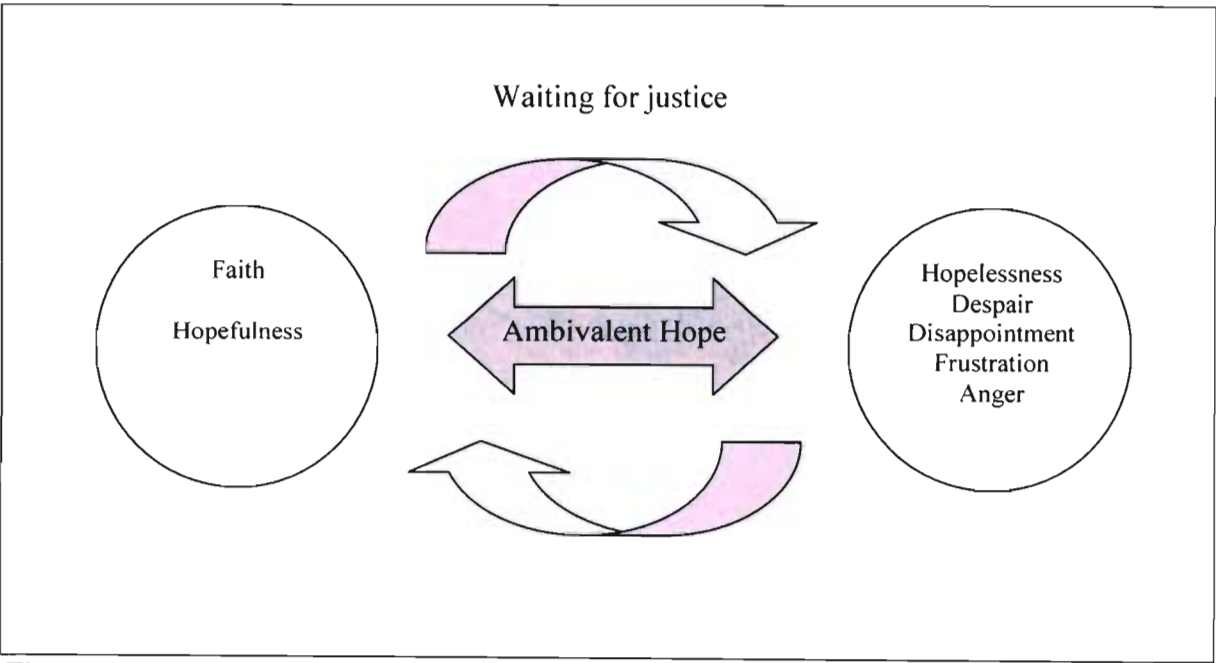 Waiting for justice
Faith
Hopefulness
Ambivalent Hope
Hopelessness
Despair
Disappointment
Frustration
Anger